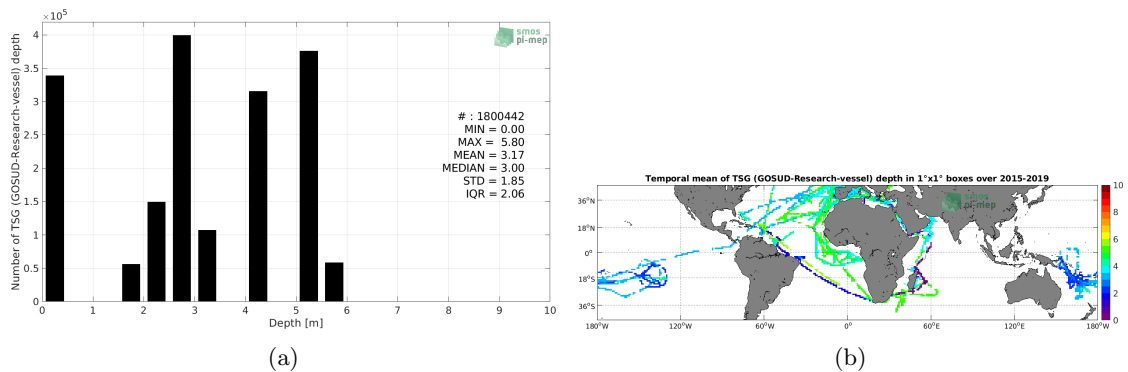 ×10⁵
smos
pi-mep
4
3.5
3
2.5
2
1.5
1
0.5
0
Number of TSG (GOSUD-Research-vessel) depth
# : 1800442
MIN = 0.00
MAX = 5.80
MEAN = 3.17
MEDIAN = 3.00
STD = 1.85
IQR = 2.06
0 1 2 3 4 5 6 7 8 9 10
Depth [m]
(a)
Temporal mean of TSG (GOSUD-Research-vessel) depth in 1°x1° boxes over 2015-2019
smos
pi-mep
36°N
18°N
0°
18°S
36°S
180°W 120°W 60°W 0° 60°E 120°E 180°W
10
8
6
4
2
0
(b)